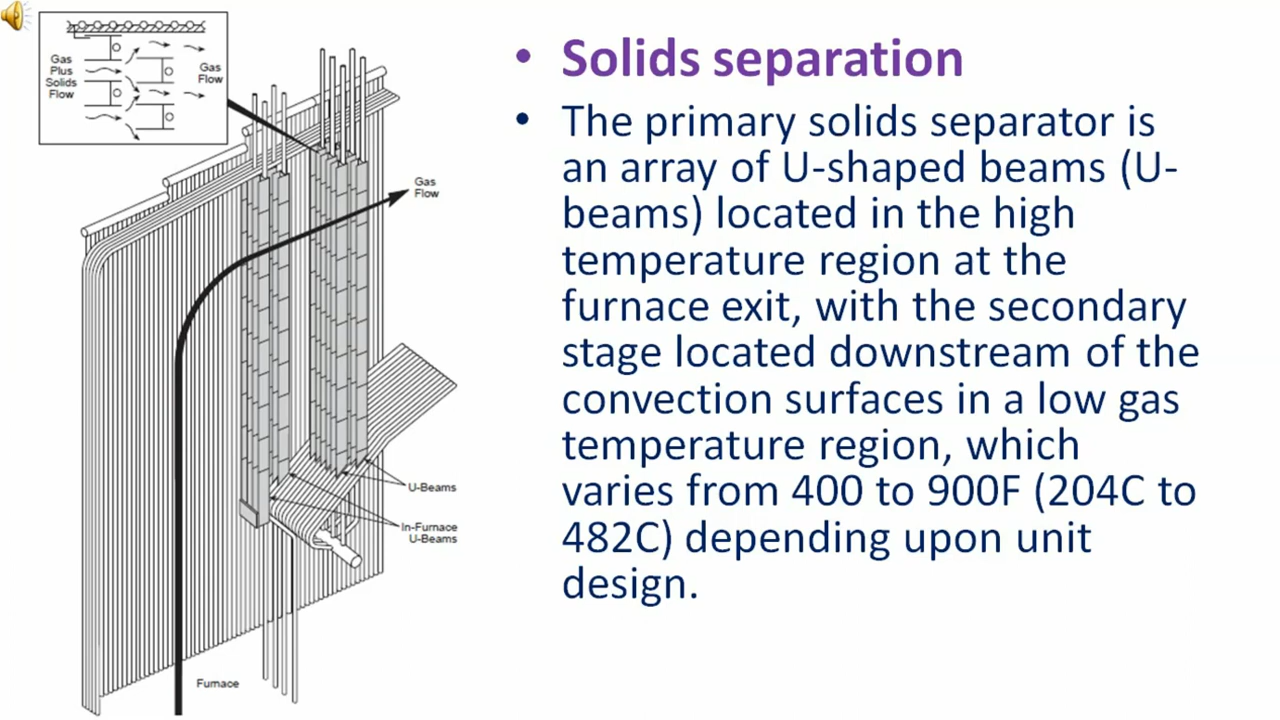 Gas
Plus
Solids
Flow
Gas
Flow
Gas
Flow
U-Beams
In-Furnace
U-Beams
Furnace
• Solids separation
• The primary solids separator is
an array of U-shaped beams (U-
beams) located in the high
temperature region at the
furnace exit, with the secondary
stage located downstream of the
convection surfaces in a low gas
temperature region, which
varies from 400 to 900F (204C to
482C) depending upon unit
design.